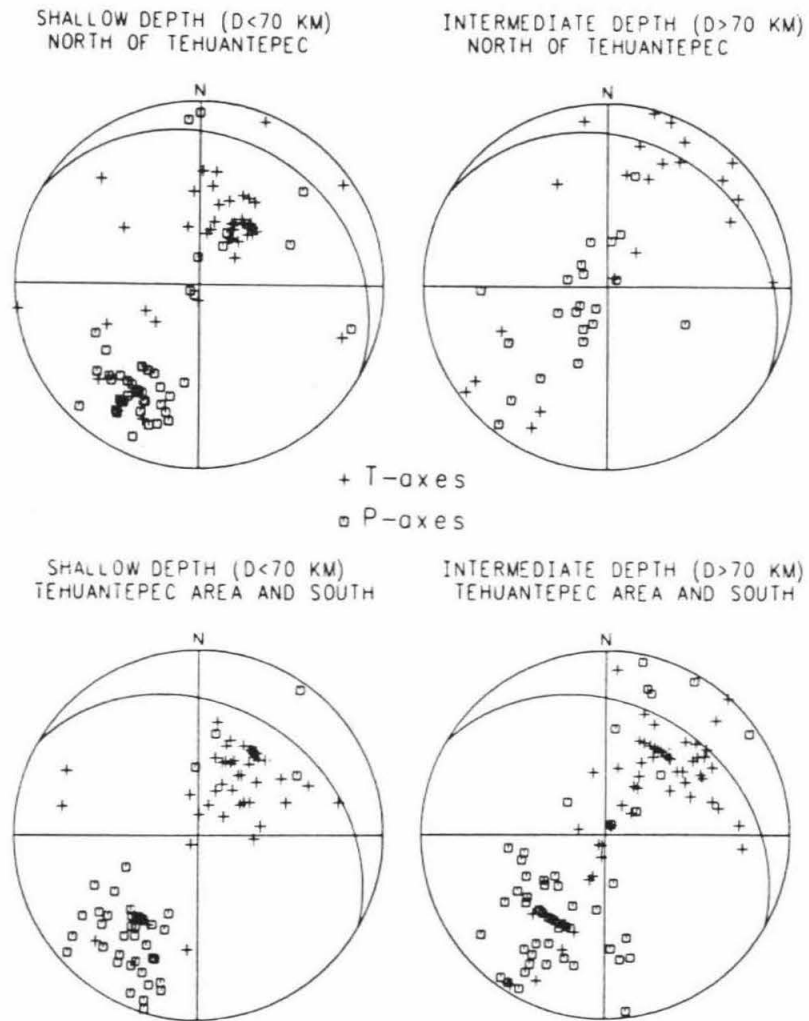 SHALLOW DEPTH (D<70 KM)
NORTH OF TEHUANTEPEC
INTERMEDIATE DEPTH (D>70 KM)
NORTH OF TEHUANTEPEC
N
N
+ T-axes
P-axes
SHALLOW DEPTH (D<70 KM)
TEHUANTEPEC AREA AND SOUTH
INTERMEDIATE DEPTH (D>70 KM)
TEHUANTEPEC AREA AND SOUTH
N
N